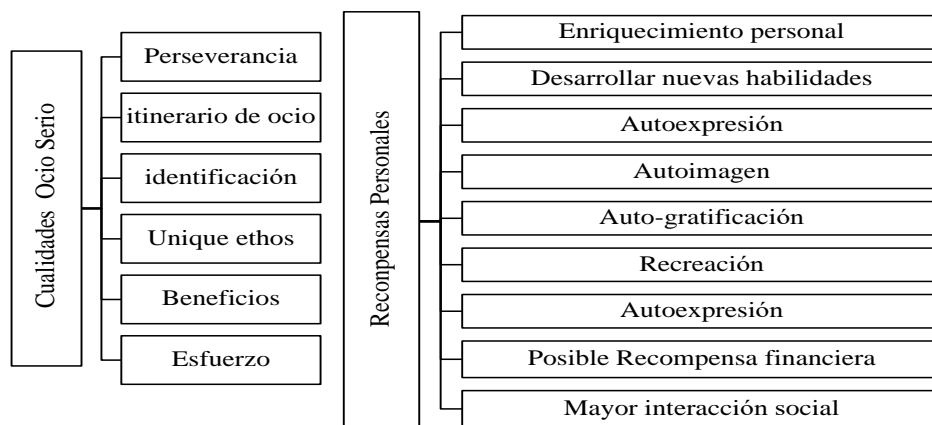 Cualidades Ocio Serio
Perseverancia
itinerario de ocio
identificación
Unique ethos
Beneficios
Esfuerzo
Reconpensas Personales
Enriquecimiento personal
Desarrollar nuevas habilidades
Autoexpresión
Autoimagen
Auto-gratificación
Recreación
Autoexpresión
Posible Recompensa financiera
Mayor interacción social